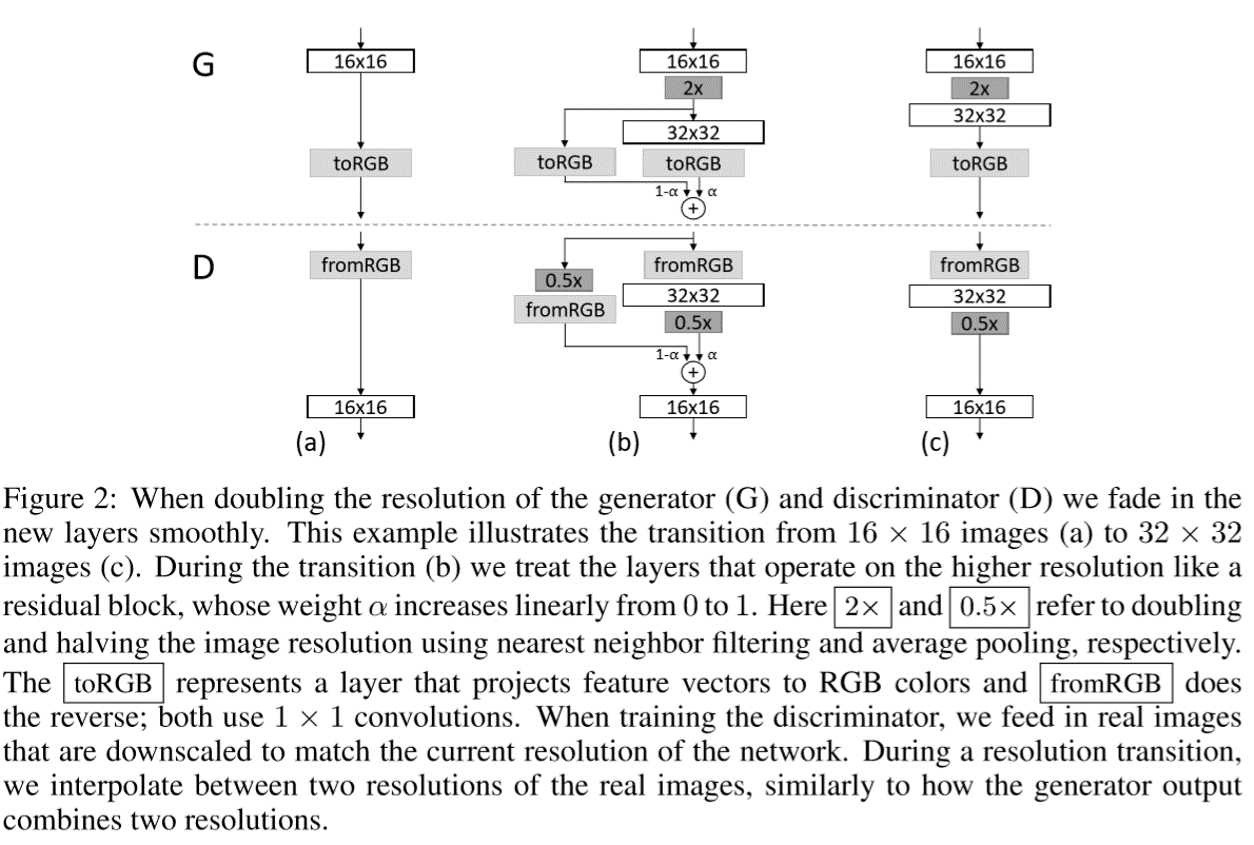 G
16x16
toRGB
16x16
2x
32x32
toRGB
toRGB
1-α
α
+
16x16
2x
32x32
toRGB
D
fromRGB
16x16
(a)
0.5x
fromRGB
fromRGB
32x32
0.5x
1-α
α
+
16x16
(b)
fromRGB
32x32
0.5x
16x16
(c)
Figure 2: When doubling the resolution of the generator (G) and discriminator (D) we fade in the
new layers smoothly. This example illustrates the transition from 16 × 16 images (a) to 32 × 32
images (c). During the transition (b) we treat the layers that operate on the higher resolution like a
residual block, whose weight α increases linearly from 0 to 1. Here 2× and 0.5× refer to doubling
and halving the image resolution using nearest neighbor filtering and average pooling, respectively.
The toRGB represents a layer that projects feature vectors to RGB colors and fromRGB does
the reverse; both use 1 × 1 convolutions. When training the discriminator, we feed in real images
that are downscaled to match the current resolution of the network. During a resolution transition,
we interpolate between two resolutions of the real images, similarly to how the generator output
combines two resolutions.